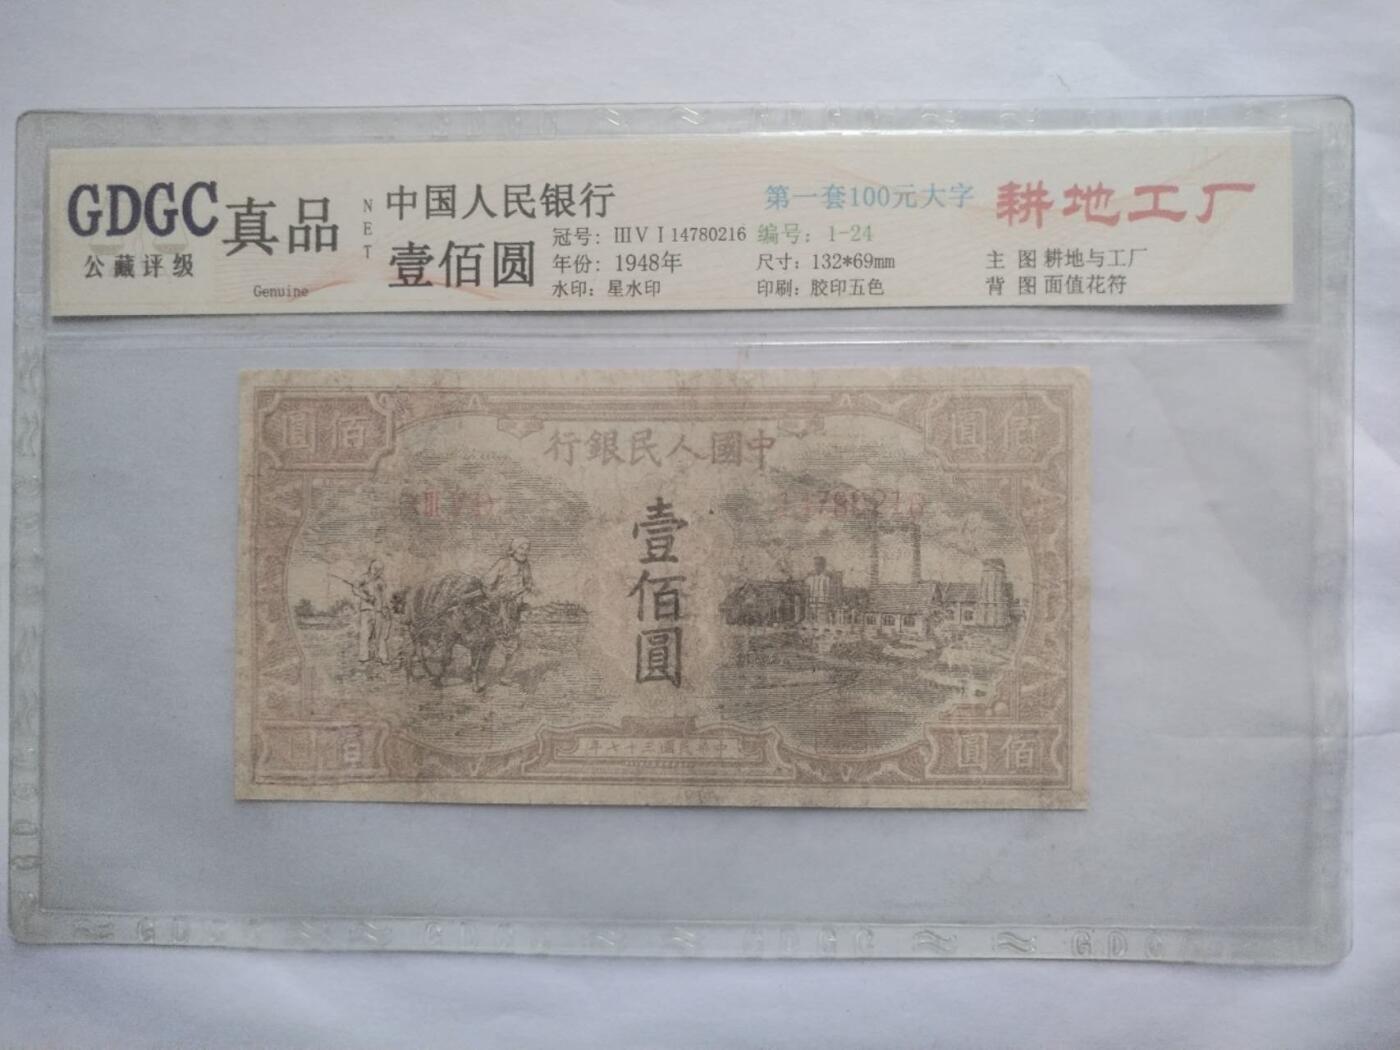 GDGC 真品
公藏评级
Genuine
NET
中国人民银行
壹佰圆
冠号: ⅢⅤⅠ14780216
年份: 1948年
水印: 星水印
第一套100元大字
编号: 1-24
尺寸: 132*69mm
印刷: 胶印五色
耕地工厂
主 图 耕地与工厂
背 图 面值花符
圓佰
圓佰
行銀民人國中
14780216
壹
佰
圓
年七十三國民華中
圓佰
圓佰
GDGC